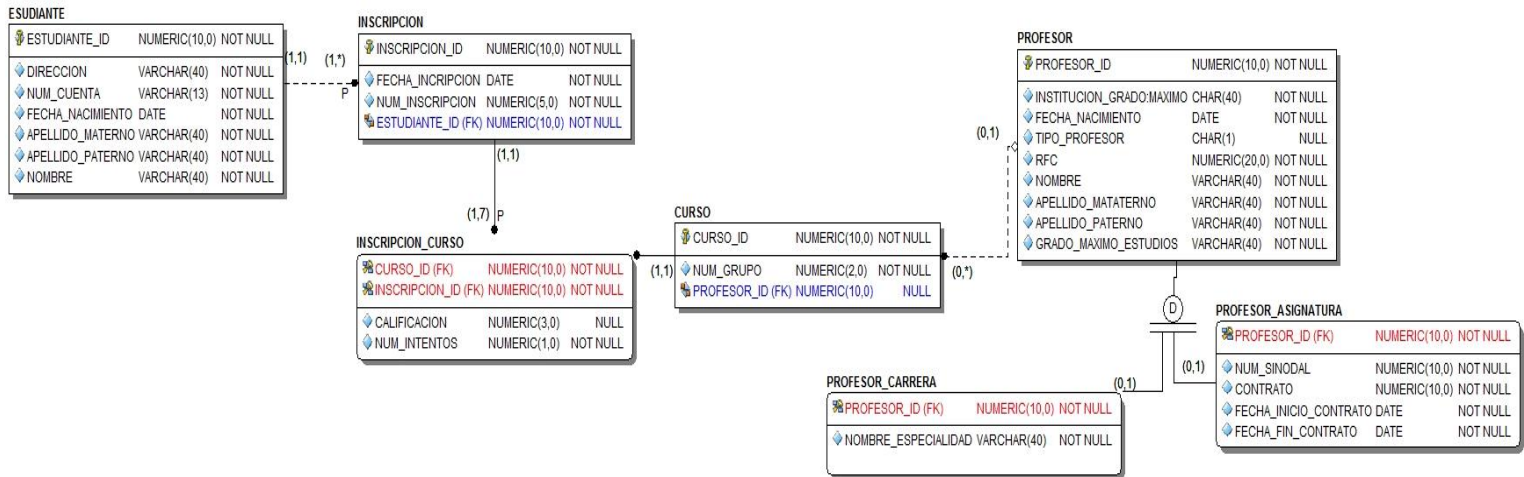 ESUDIANTE
ESTUDIANTE_ID NUMERIC(10,0) NOT NULL
DIRECCION VARCHAR(40) NOT NULL
NUM_CUENTA VARCHAR(13) NOT NULL
FECHA_NACIMIENTO DATE NOT NULL
APELLIDO_MATERNO VARCHAR(40) NOT NULL
APELLIDO_PATERNO VARCHAR(40) NOT NULL
NOMBRE VARCHAR(40) NOT NULL
(1,1)
(1,*)
P
INSCRIPCION
INSCRIPCION_ID NUMERIC(10,0) NOT NULL
FECHA_INCRIPCION DATE NOT NULL
NUM_INSCRIPCION NUMERIC(5,0) NOT NULL
ESTUDIANTE_ID (FK) NUMERIC(10,0) NOT NULL
(1,1)
(1,7) P
INSCRIPCION_CURSO
CURSO_ID (FK) NUMERIC(10,0) NOT NULL
INSCRIPCION_ID (FK) NUMERIC(10,0) NOT NULL
CALIFICACION NUMERIC(3,0) NULL
NUM_INTENTOS NUMERIC(1,0) NOT NULL
(1,1)
CURSO
CURSO_ID NUMERIC(10,0) NOT NULL
NUM_GRUPO NUMERIC(2,0) NOT NULL
PROFESOR_ID (FK) NUMERIC(10,0) NULL
(0,*)
(0,1)
PROFESOR
PROFESOR_ID NUMERIC(10,0) NOT NULL
INSTITUCION_GRADO:MAXIMO CHAR(40) NOT NULL
FECHA_NACIMIENTO DATE NOT NULL
TIPO_PROFESOR CHAR(1) NULL
RFC NUMERIC(20,0) NOT NULL
NOMBRE VARCHAR(40) NOT NULL
APELLIDO_MATATERNO VARCHAR(40) NOT NULL
APELLIDO_PATERNO VARCHAR(40) NOT NULL
GRADO_MAXIMO_ESTUDIOS VARCHAR(40) NOT NULL
D
(0,1)
(0,1)
PROFESOR_CARRERA
PROFESOR_ID (FK) NUMERIC(10,0) NOT NULL
NOMBRE_ESPECIALIDAD VARCHAR(40) NOT NULL
PROFESOR_ASIGNATURA
PROFESOR_ID (FK) NUMERIC(10,0) NOT NULL
NUM_SINODAL NUMERIC(10,0) NOT NULL
CONTRATO NUMERIC(10,0) NOT NULL
FECHA_INICIO_CONTRATO DATE NOT NULL
FECHA_FIN_CONTRATO DATE NOT NULL